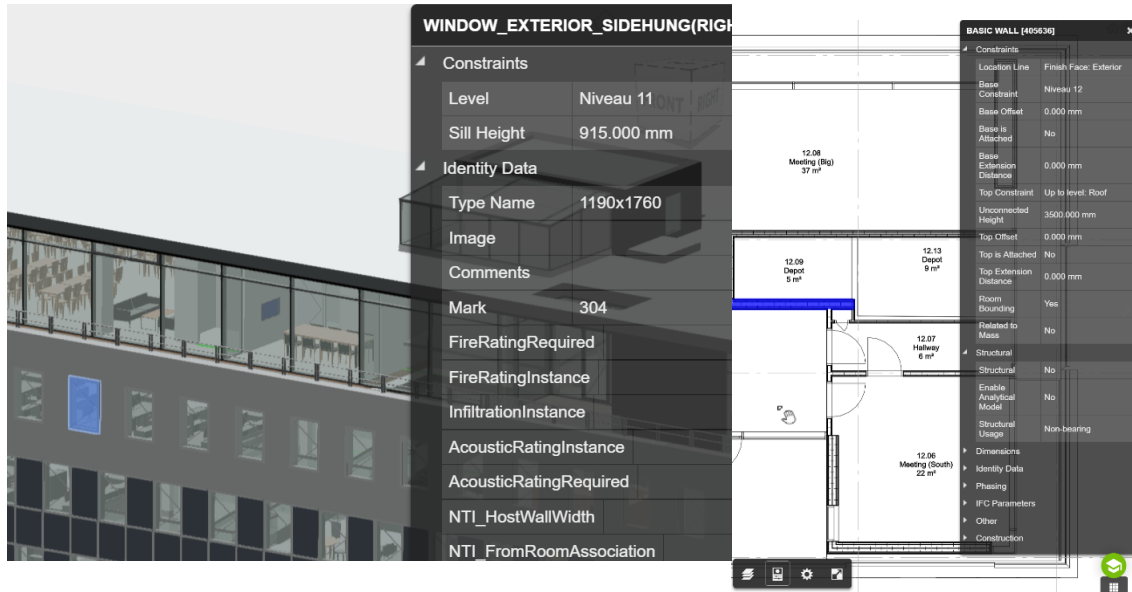 WINDOW_EXTERIOR_SIDEHUNG(RIGH
Constraints
Level Niveau 11
Sill Height 915.000 mm
Identity Data
Type Name 1190x1760
Image
Comments
Mark 304
FireRatingRequired
FireRatingInstance
InfiltrationInstance
AcousticRatingInstance
AcousticRatingRequired
NTI_HostWallWidth
NTI_FromRoomAssociation
FRONT RIGHT
12.08
Meeting (Big)
37 m²
12.09
Depot
5 m²
12.13
Depot
9 m²
12.07
Hallway
6 m²
12.06
Meeting (South)
22 m²
BASIC WALL [405636]
Constraints
Location Line Finish Face: Exterior
Base
Constraint Niveau 12
Base Offset 0.000 mm
Base is
Attached No
Base
Extension
Distance 0.000 mm
Top Constraint Up to level: Roof
Unconnected
Height 3500.000 mm
Top Offset 0.000 mm
Top is Attached No
Top Extension
Distance 0.000 mm
Room
Bounding Yes
Related to
Mass No
Structural
Structural No
Enable
Analytical
Model No
Structural
Usage Non-bearing
Dimensions
Identity Data
Phasing
IFC Parameters
Other
Construction